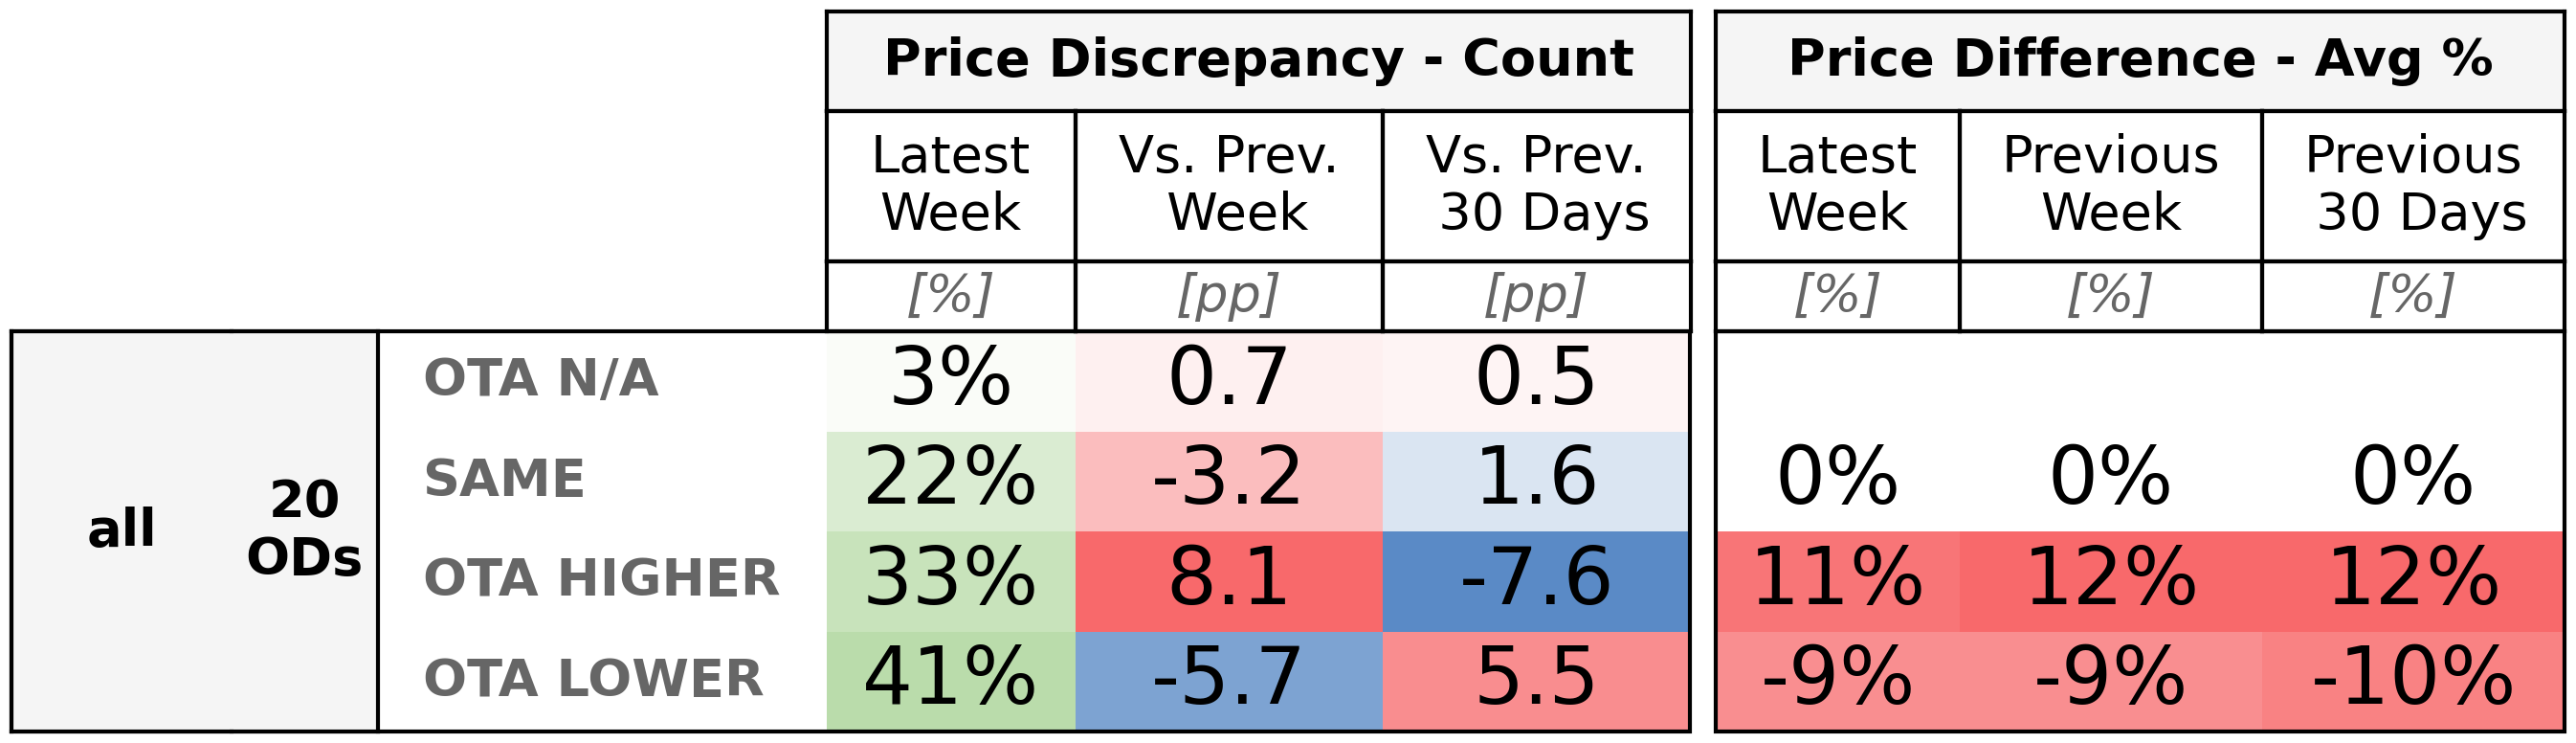 Price Discrepancy - Count Price Difference - Avg %
Latest Week Vs. Prev. Week Vs. Prev. 30 Days Latest Week Previous Week Previous 30 Days
[%] [pp] [pp] [%] [%] [%]
all 20 ODs
OTA N/A 3% 0.7 0.5
SAME 22% -3.2 1.6 0% 0% 0%
OTA HIGHER 33% 8.1 -7.6 11% 12% 12%
OTA LOWER 41% -5.7 5.5 -9% -9% -10%